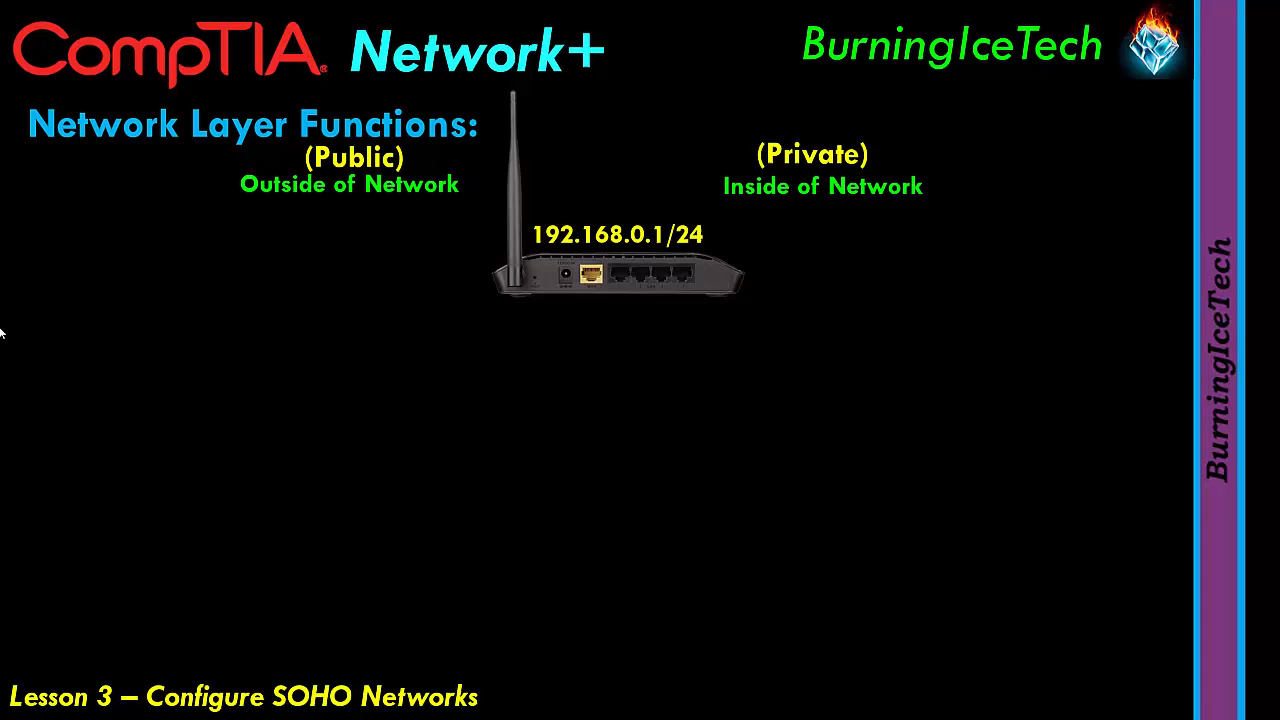 CompTIA® Network+
BurningIceTech
Network Layer Functions:
(Public)
Outside of Network
(Private)
Inside of Network
192.168.0.1/24
BurningIceTech
Lesson 3 – Configure SOHO Networks